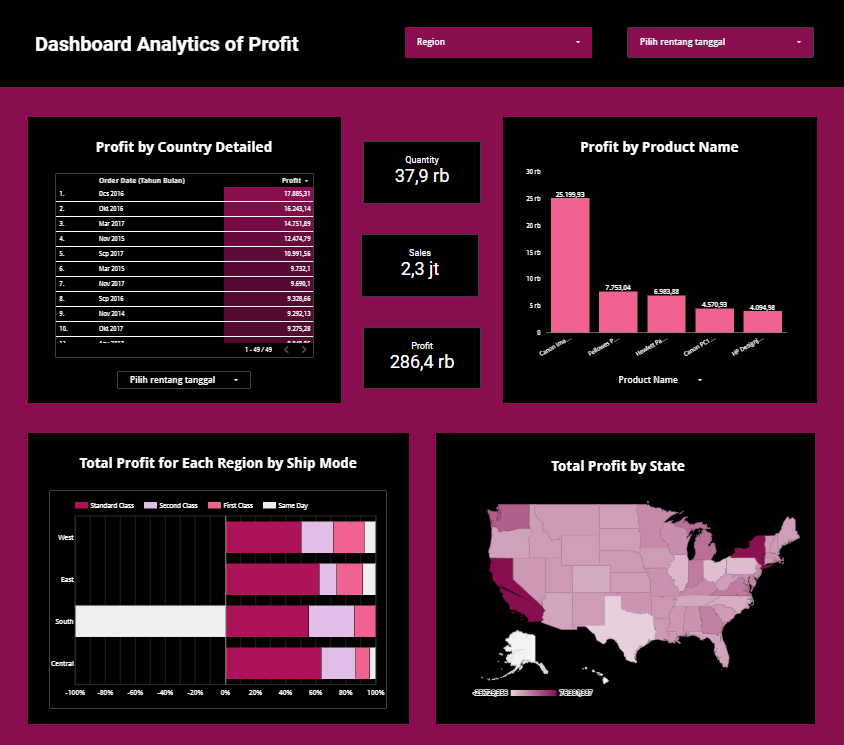 Dashboard Analytics of Profit
Region
Pilih rentang tanggal
Profit by Country Detailed
Order Date (Tahun Bulan) Profit
1. Des 2016 17.885,31
2. Okt 2016 16.243,14
3. Mar 2017 14.751,89
4. Nov 2015 12.474,79
5. Sep 2017 10.991,56
6. Mar 2015 9.732,1
7. Nov 2017 9.690,1
8. Sep 2016 9.328,66
9. Nov 2014 9.292,13
10. Okt 2017 9.275,28
1 - 49 / 49
Pilih rentang tanggal
Quantity
37,9 rb
Sales
2,3 jt
Profit
286,4 rb
Profit by Product Name
30 rb
25 rb
20 rb
15 rb
10 rb
5 rb
0
25.199,93
7.753,04
6.983,88
4.570,93
4.094,98
Canon ima...
Fellowes P...
Hewlett Pa...
Canon PC1...
HP Designj...
Product Name
Total Profit for Each Region by Ship Mode
Standard Class Second Class First Class Same Day
West
East
South
Central
-100% -80% -60% -40% -20% 0% 20% 40% 60% 80% 100%
Total Profit by State